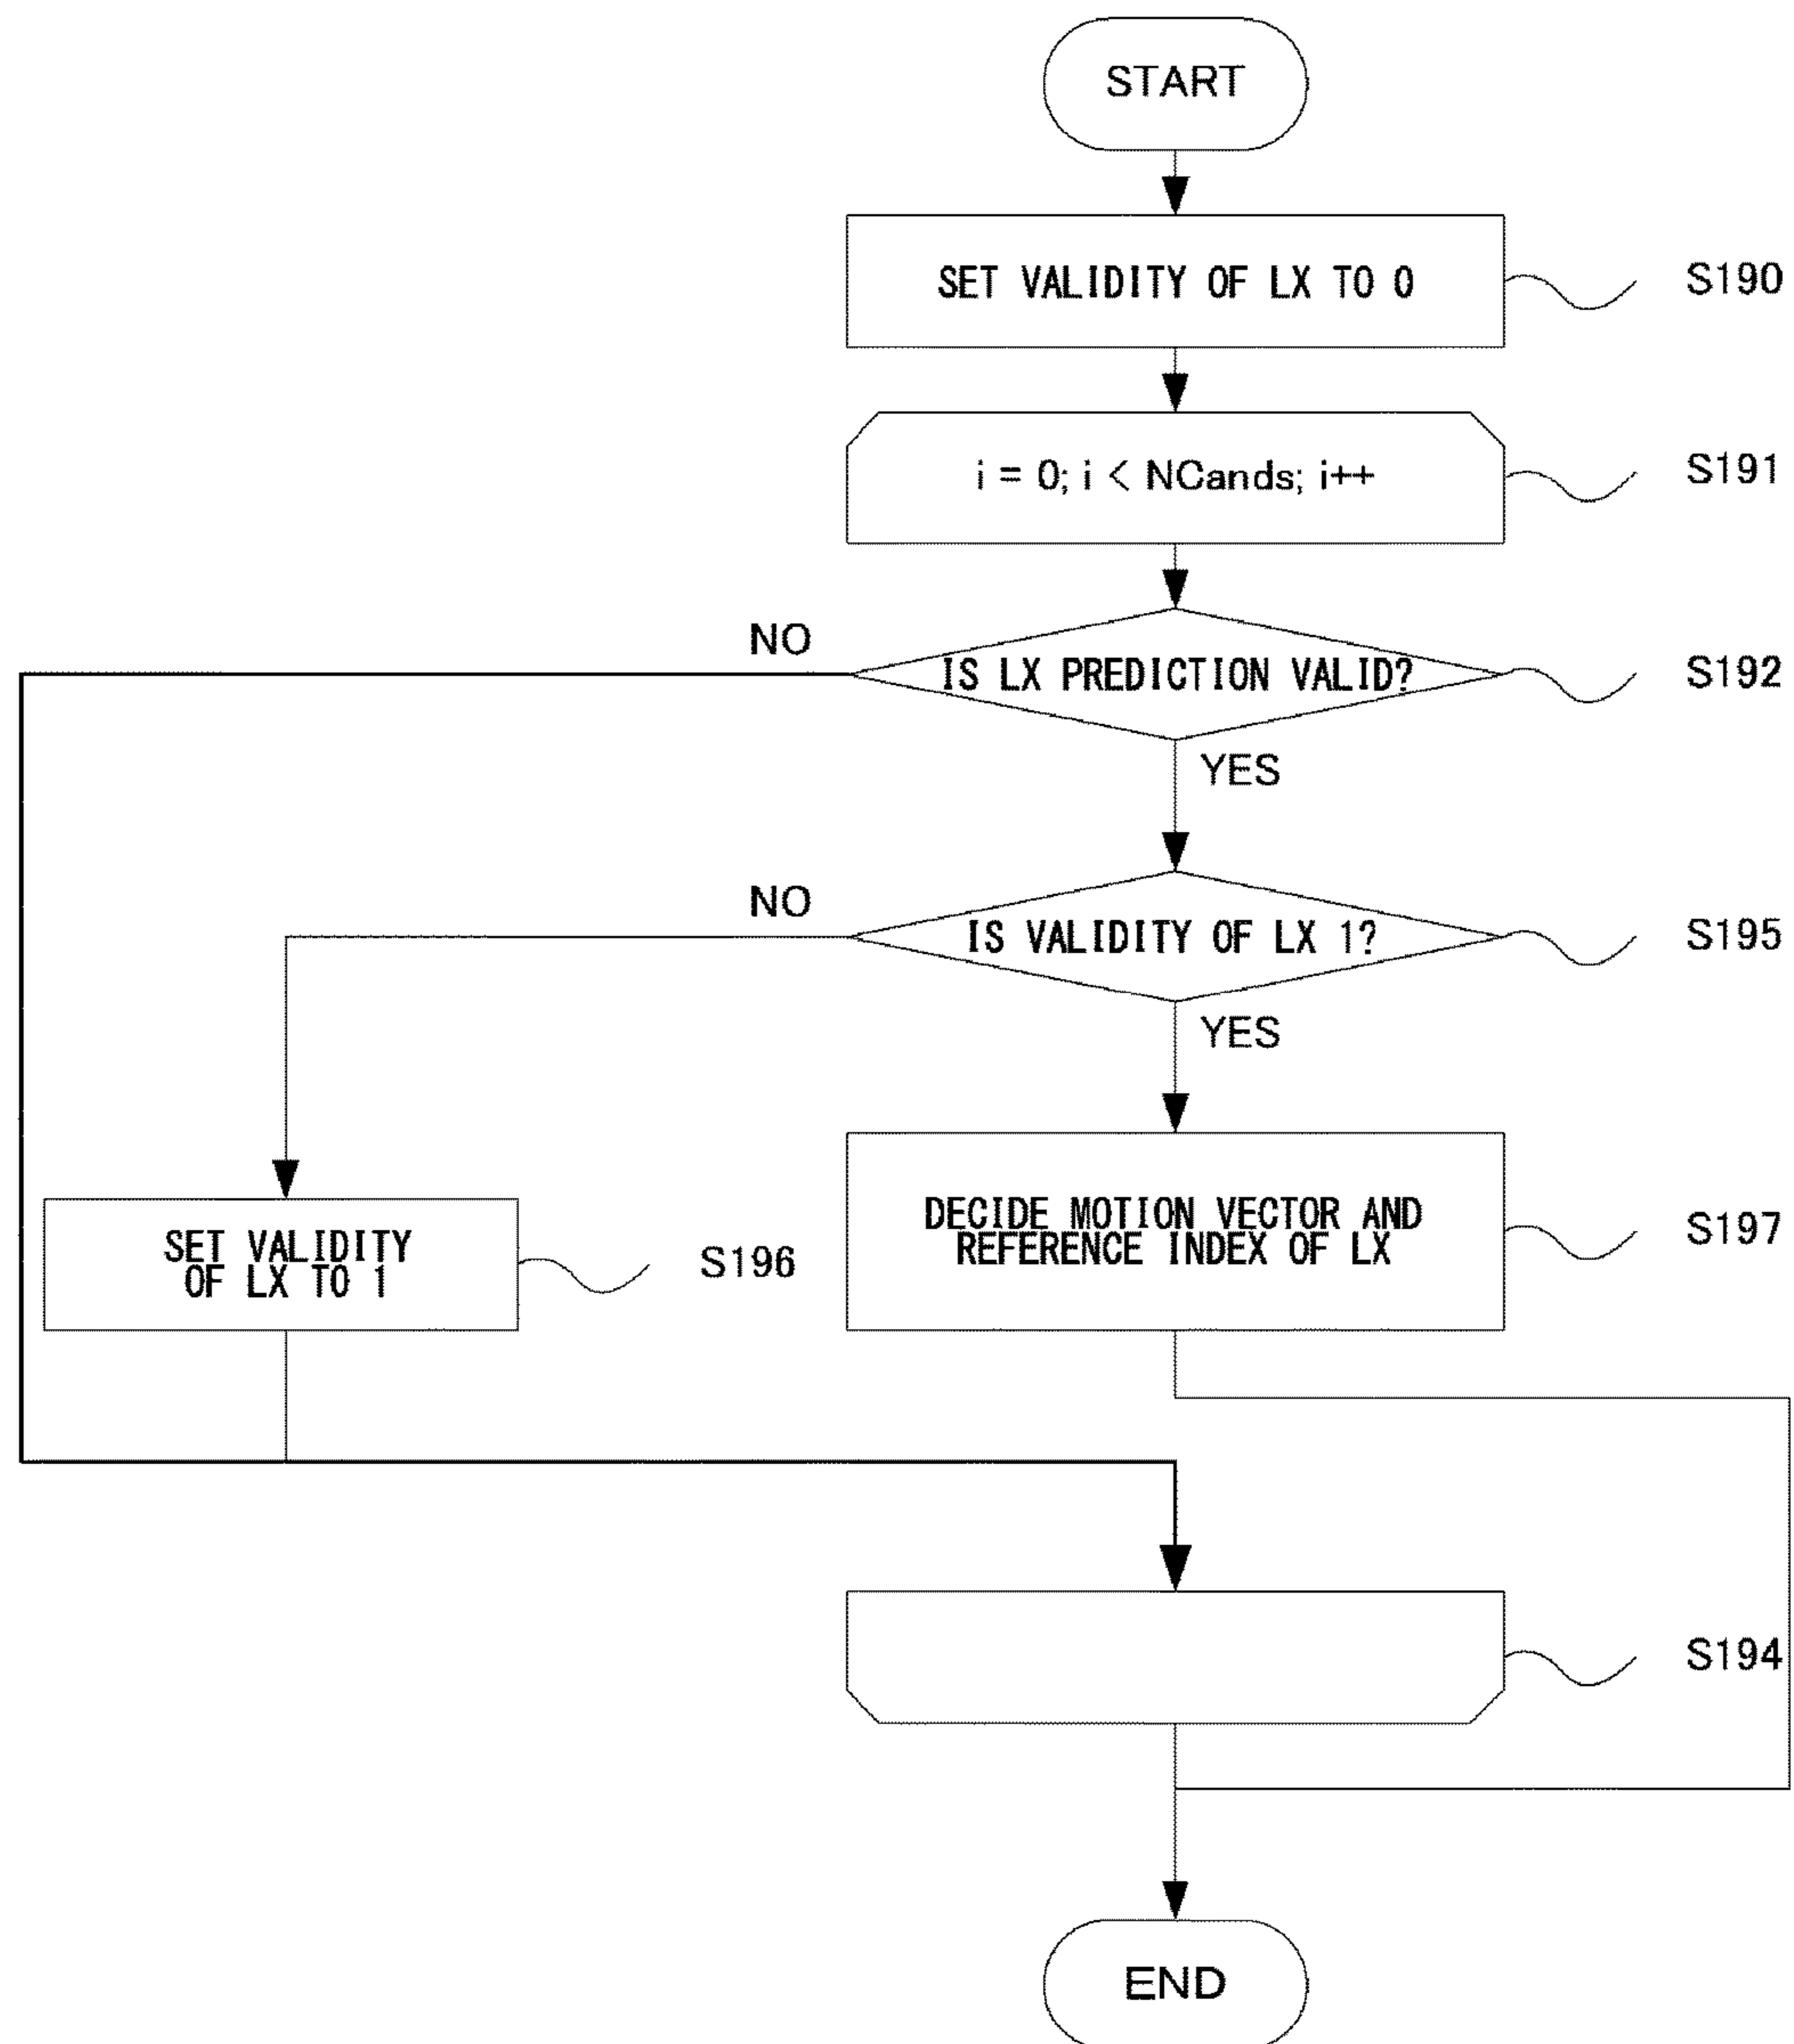 START
SET VALIDITY OF LX TO 0
S190
i = 0; i < NCands; i++
S191
NO
IS LX PREDICTION VALID?
S192
YES
NO
IS VALIDITY OF LX 1?
S195
YES
SET VALIDITY
OF LX TO 1
S196
DECIDE MOTION VECTOR AND
REFERENCE INDEX OF LX
S197
S194
END